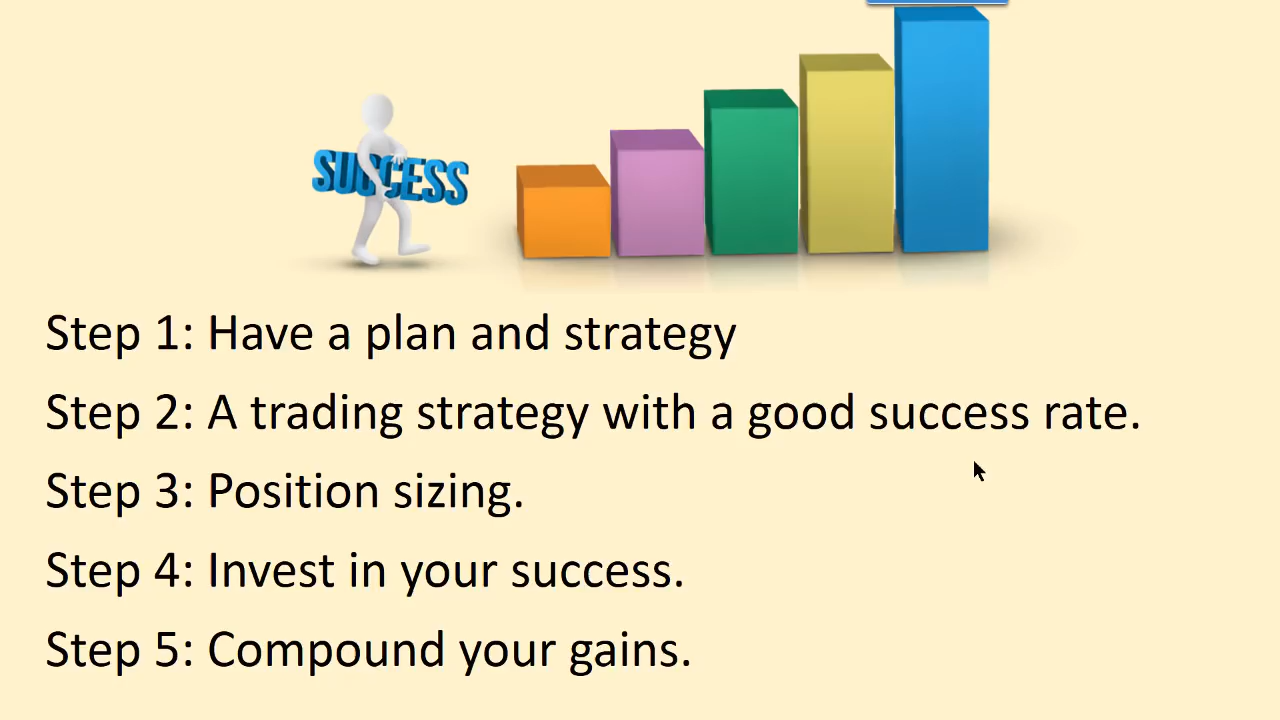 SUCCESS
Step 1: Have a plan and strategy
Step 2: A trading strategy with a good success rate.
Step 3: Position sizing.
Step 4: Invest in your success.
Step 5: Compound your gains.